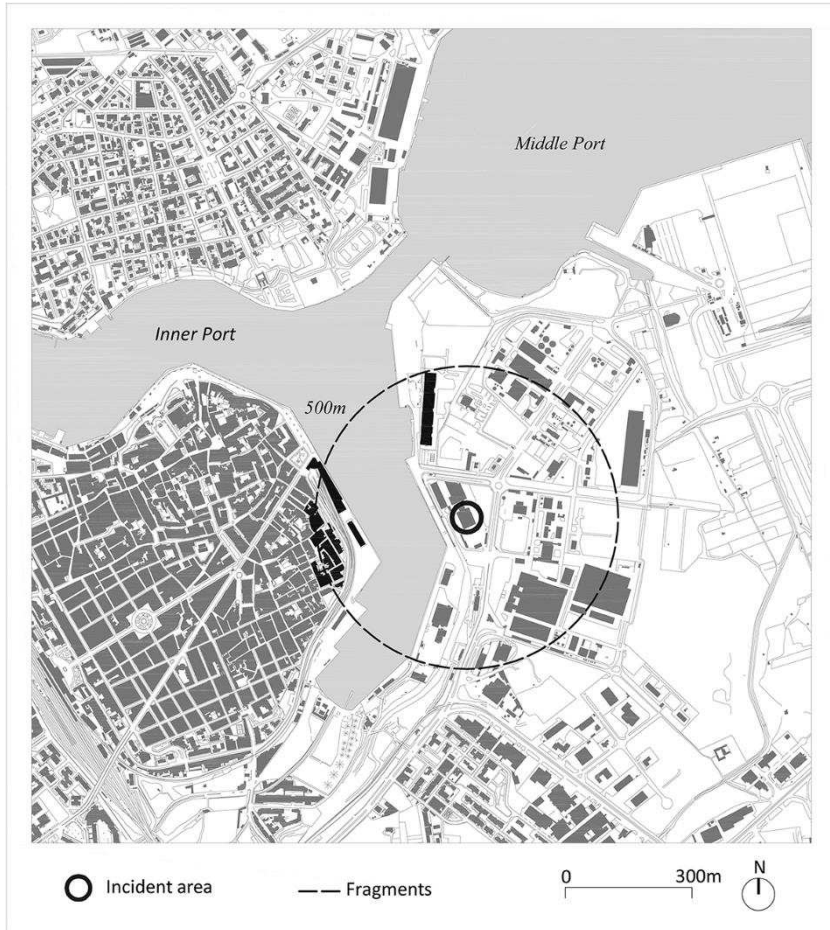 Middle Port
Inner Port
500m
Incident area
Fragments
0 300m
N